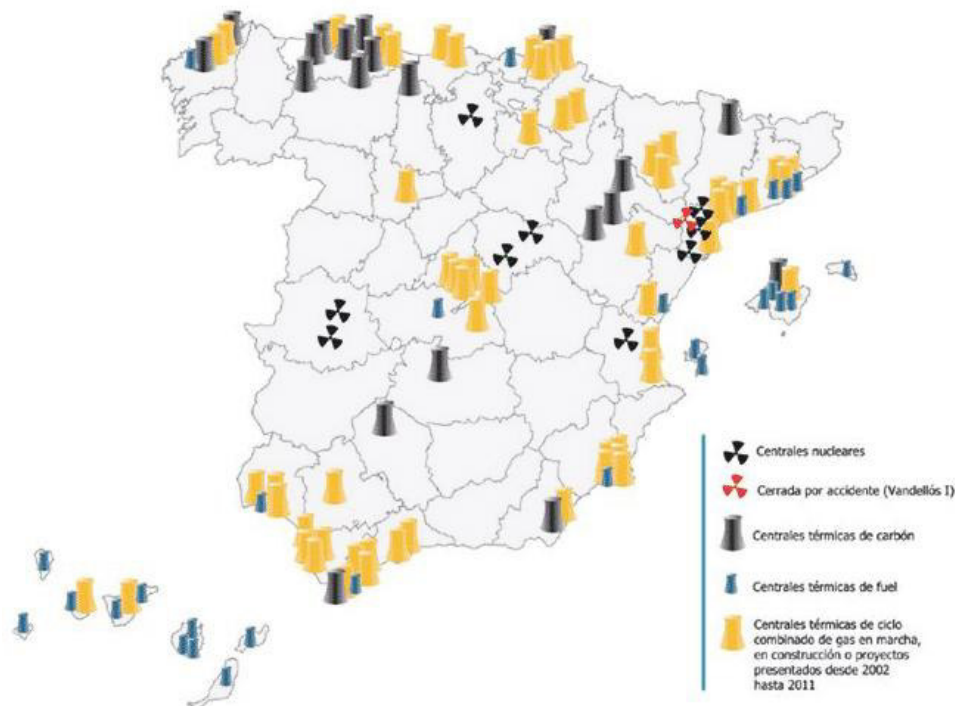 Centrales nucleares
Cerrada por accidente (Vandellós I)
Centrales térmicas de carbón
Centrales térmicas de fuel
Centrales térmicas de ciclo
combinado de gas en marcha,
en construcción o proyectos
presentados desde 2002
hasta 2011